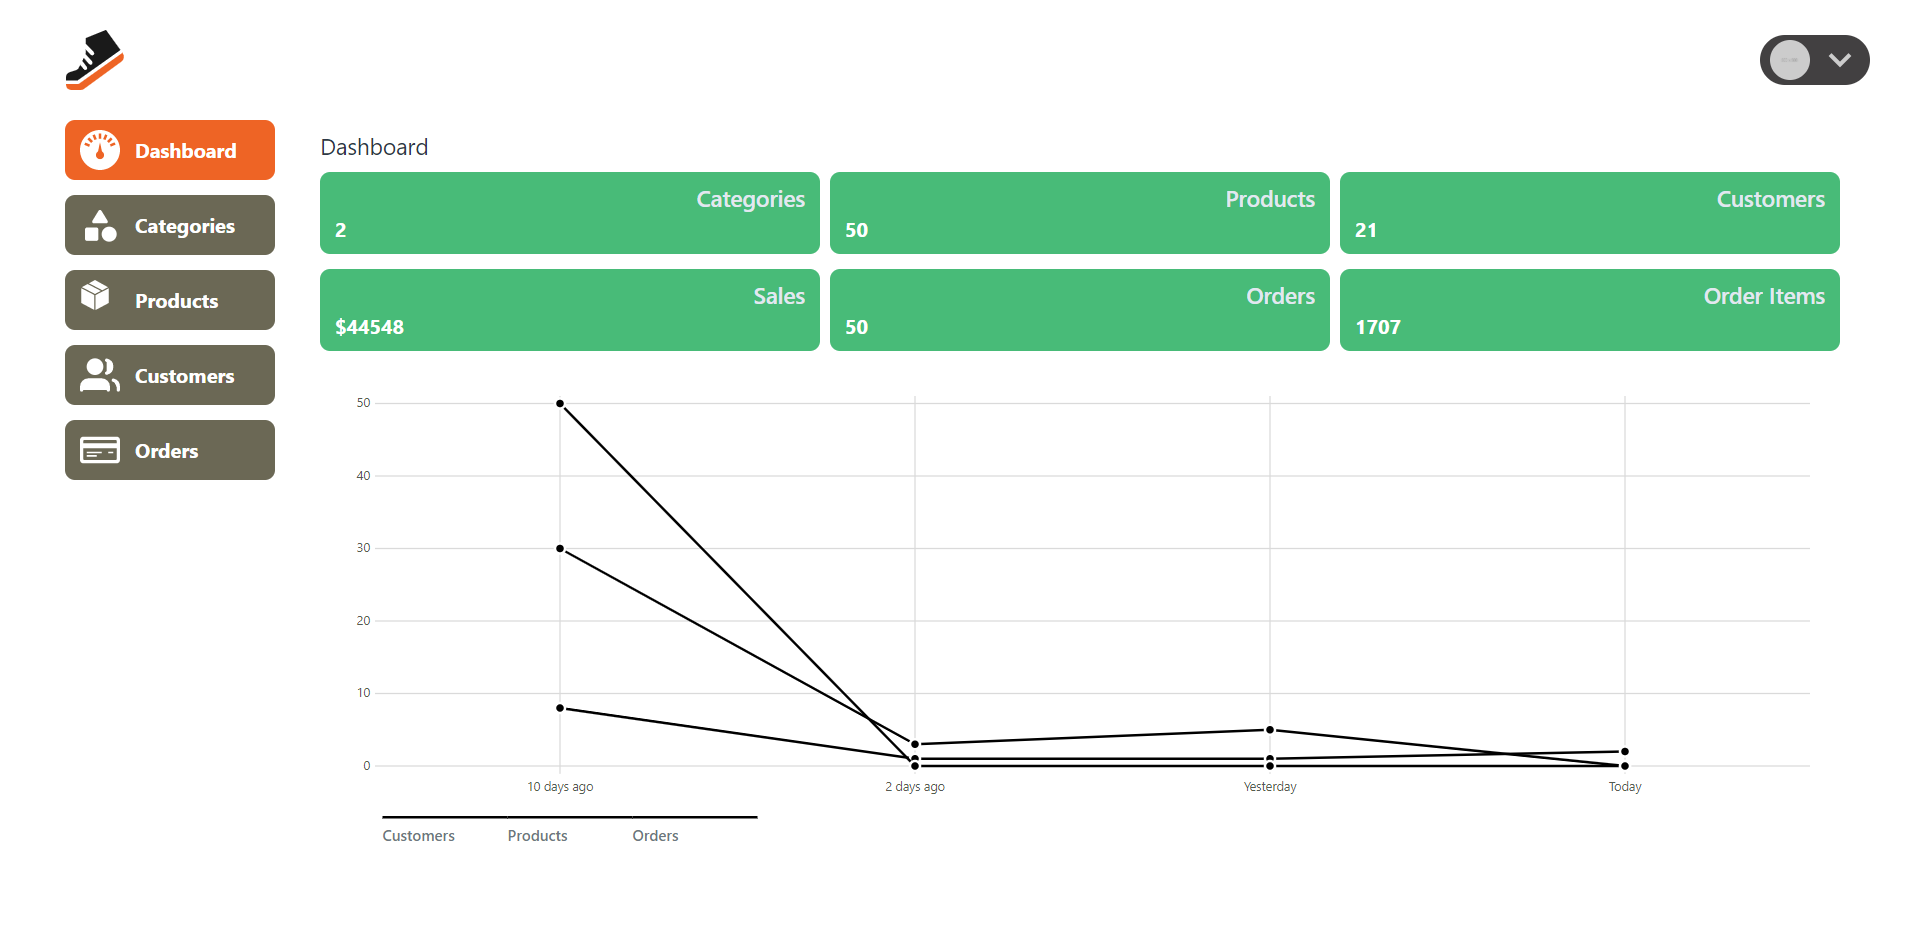 Dashboard
Categories
Products
Customers
Orders
Dashboard
Categories
2
Products
50
Customers
21
Sales
$44548
Orders
50
Order Items
1707
50
40
30
20
10
0
10 days ago
2 days ago
Yesterday
Today
Customers
Products
Orders